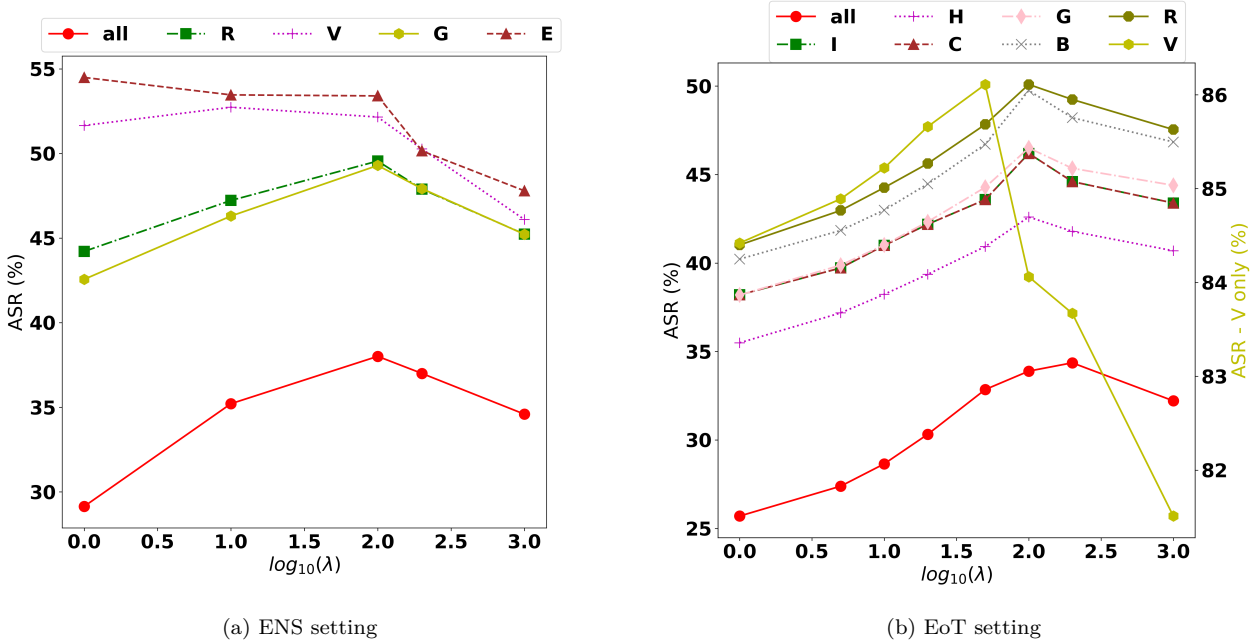 all R V G E
55
50
45
40
35
30
ASR (%)
0.0 0.5 1.0 1.5 2.0 2.5 3.0
log10(λ)
(a) ENS setting
all H G R
I C B V
50
45
40
35
30
25
ASR (%)
86
85
84
83
82
ASR - V only (%)
0.0 0.5 1.0 1.5 2.0 2.5 3.0
log10(λ)
(b) EoT setting